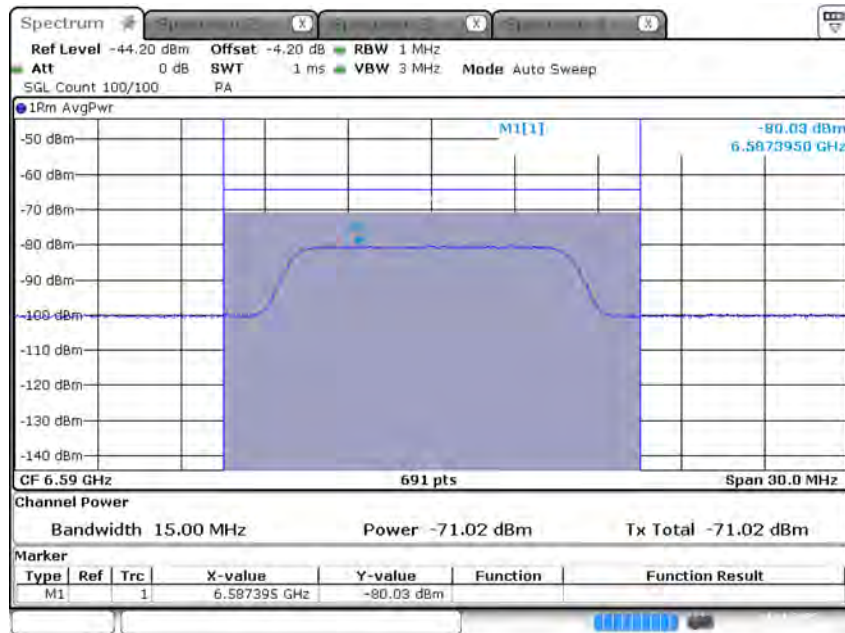 Spectrum
Ref Level -44.20 dBm Offset -4.20 dB RBW 1 MHz
Att 0 dB SWT 1 ms VBW 3 MHz Mode Auto Sweep
SGL Count 100/100 PA
1Rm AvgPwr
M1[1] -80.03 dBm
6.5873950 GHz
-50 dBm
-60 dBm
-70 dBm
-80 dBm
-90 dBm
-100 dBm
-110 dBm
-120 dBm
-130 dBm
-140 dBm
CF 6.59 GHz 691 pts Span 30.0 MHz
Channel Power
Bandwidth 15.00 MHz Power -71.02 dBm Tx Total -71.02 dBm
Marker
Type Ref Trc X-value Y-value Function Function Result
M1 1 6.587395 GHz -80.03 dBm